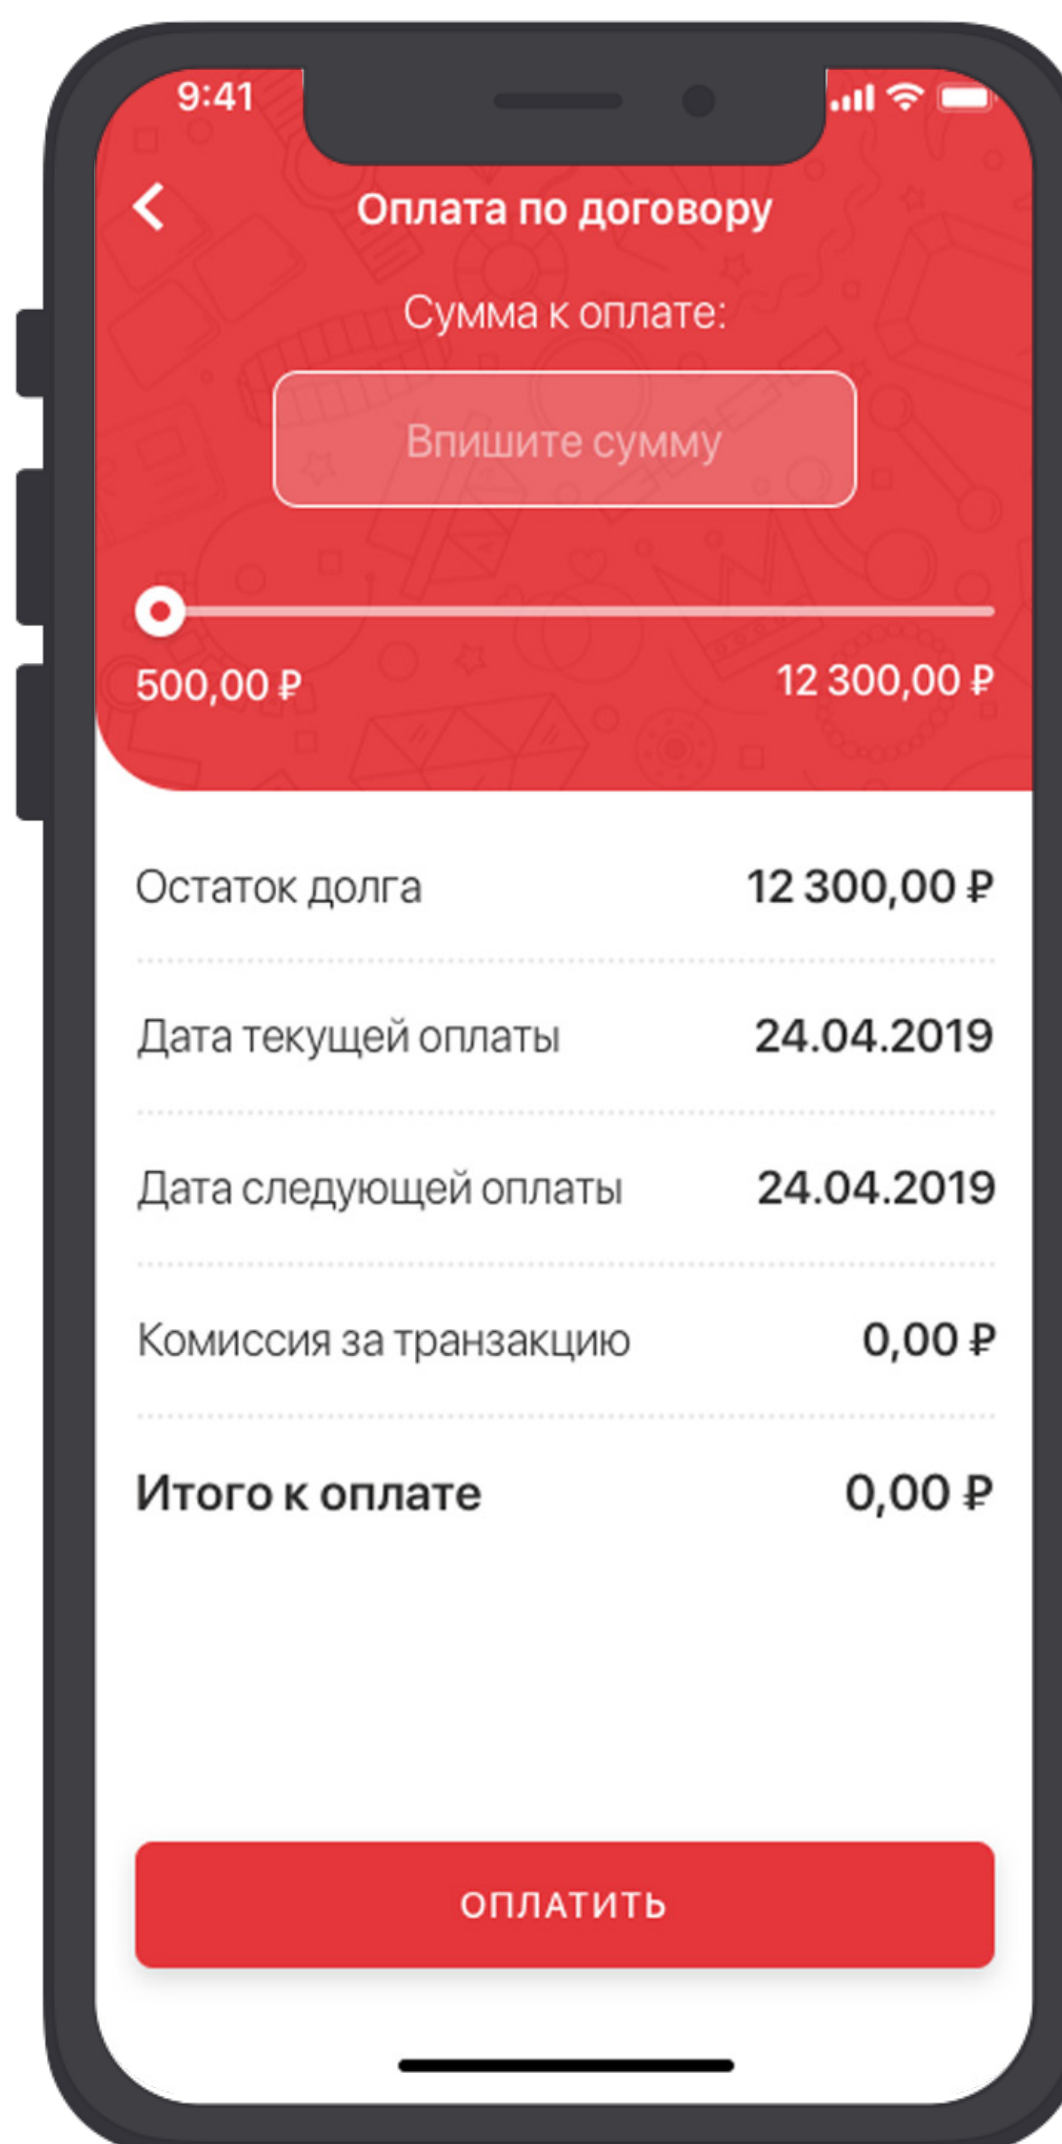 9:41
Оплата по договору
Сумма к оплате:
Впишите сумму
500,00 ₽ 12 300,00 ₽
Остаток долга 12 300,00 ₽
Дата текущей оплаты 24.04.2019
Дата следующей оплаты 24.04.2019
Комиссия за транзакцию 0,00 ₽
Итого к оплате 0,00 ₽
ОПЛАТИТЬ